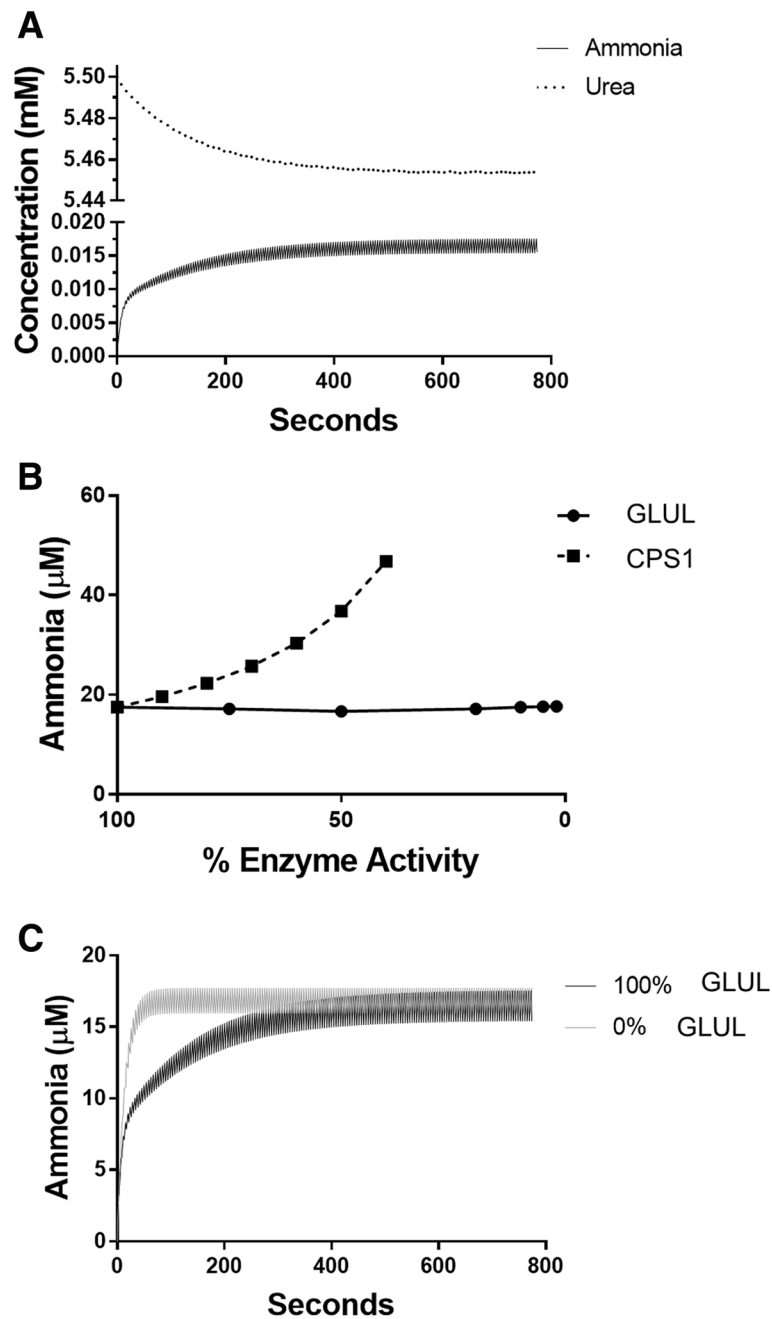 A
Ammonia
Urea
Concentration (mM)
5.50
5.48
5.46
5.44
0.020
0.015
0.010
0.005
0.000
0 200 400 600 800
Seconds
B
GLUL
CPS1
Ammonia (µM)
60
40
20
0
100 50 0
% Enzyme Activity
C
100% GLUL
0% GLUL
Ammonia (µM)
20
15
10
5
0
0 200 400 600 800
Seconds